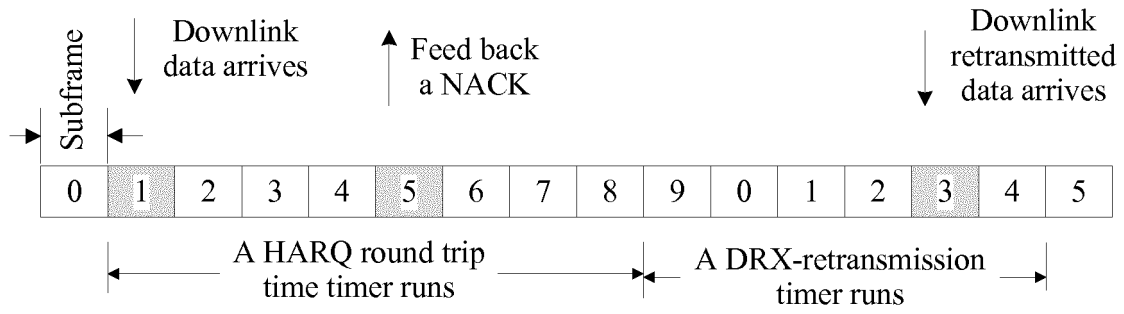 Subframe
Downlink
data arrives
Feed back
a NACK
Downlink
retransmitted
data arrives
0 1 2 3 4 5 6 7 8 9 0 1 2 3 4 5
A HARQ round trip
time timer runs
A DRX-retransmission
timer runs